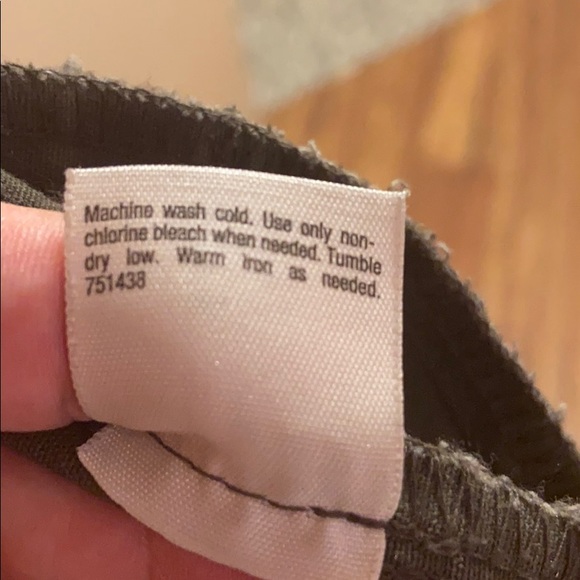 Machine wash cold. Use only non-
chlorine bleach when needed. Tumble
dry low. Warm Iron as needed.
751438